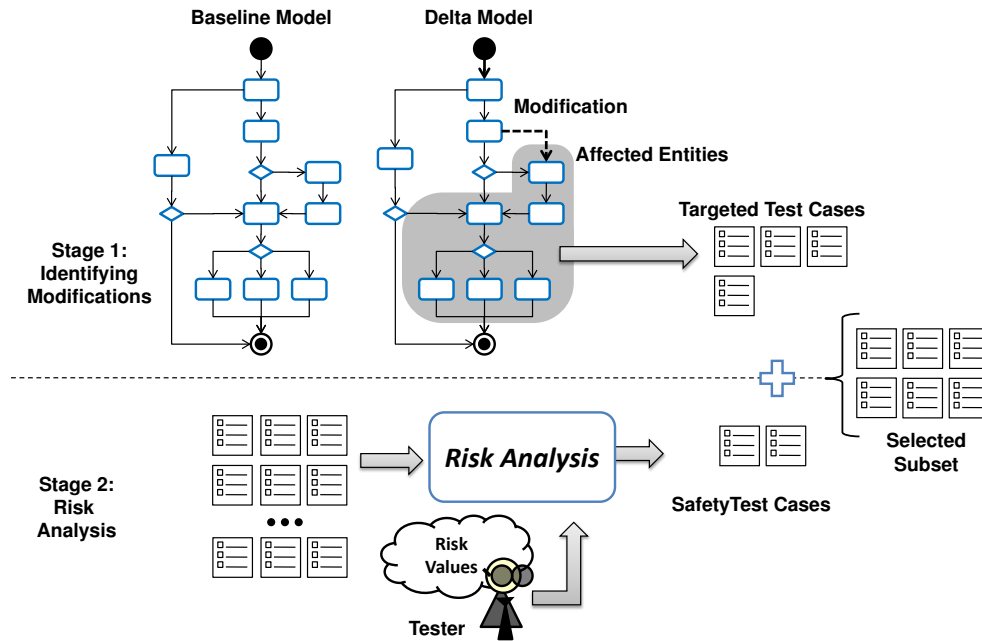 Baseline Model
Delta Model
Modification
Affected Entities
Targeted Test Cases
Stage 1:
Identifying
Modifications
Selected
Subset
Stage 2:
Risk
Analysis
Risk Analysis
SafetyTest Cases
Risk
Values
Tester